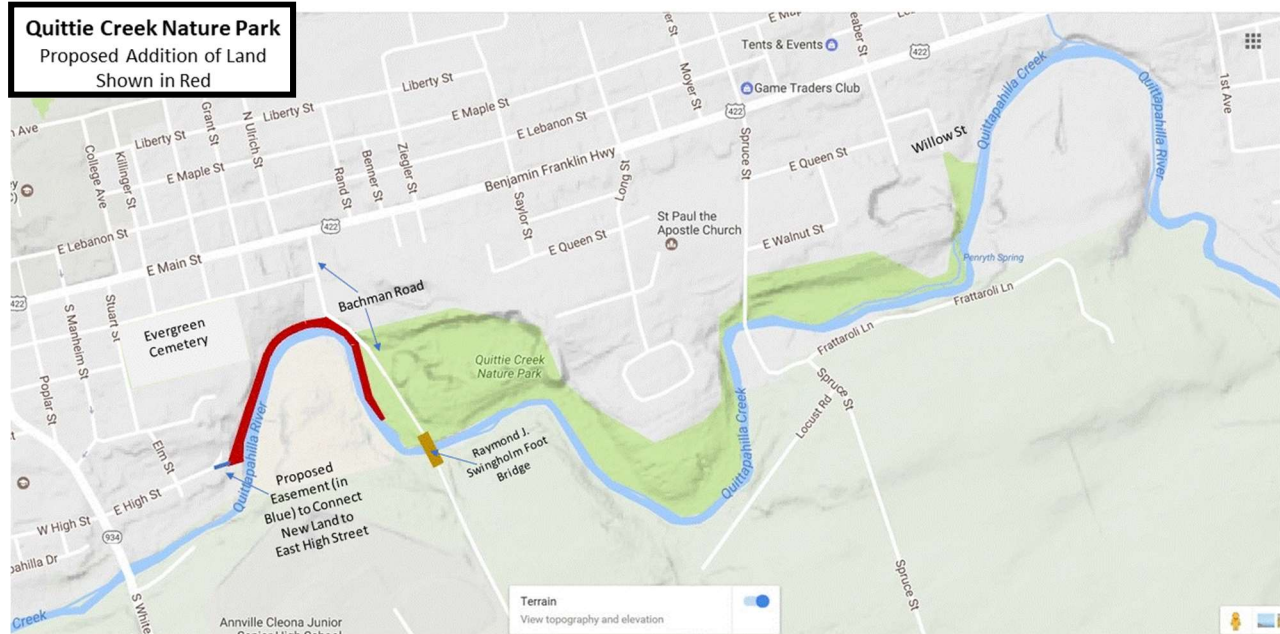 Quittie Creek Nature Park
Proposed Addition of Land
Shown in Red
Tents & Events
Game Traders Club
422
422
422
422
934
1st Ave
Moyer St
Liberty St
Liberty St
Liberty St
Grant St
N Ulrich St
College Ave
Killinger St
E Maple St
E Maple St
E Lebanon St
E Lebanon St
Ziegler St
Benner St
Rand St
Benjamin Franklin Hwy
Long St
Saylor St
Spruce St
E Queen St
E Queen St
Willow St
Quittapahilla Creek
Quittapahilla River
St Paul the
Apostle Church
E Walnut St
Penryth Spring
Frattaroli Ln
Frattaroli Ln
E Main St
Bachman Road
S Manheim St
Stuart St
Evergreen
Cemetery
Quittie Creek
Nature Park
Poplar St
Elm St
Quittapahilla River
Quittapahilla Creek
Spruce St
Locust Rd
Raymond J.
Swingholm Foot
Bridge
Proposed
Easement (in
Blue) to Connect
New Land to
East High Street
E High St
W High St
Spruce St
S White
Creek
Annville Cleona Junior
Terrain
View topography and elevation